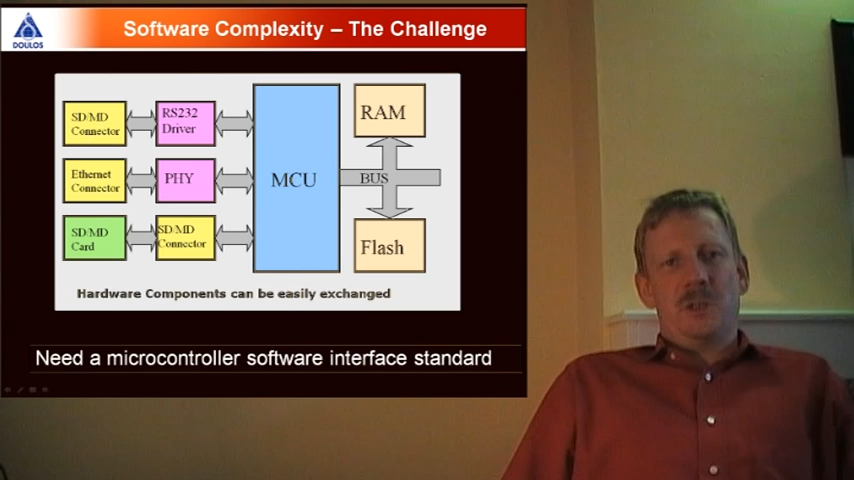 DOULOS
Software Complexity – The Challenge
SD/MD
Connector
RS232
Driver
MCU
RAM
Ethernet
Connector
PHY
BUS
SD/MD
Card
SD/MD
Connector
Flash
Hardware Components can be easily exchanged
Need a microcontroller software interface standard